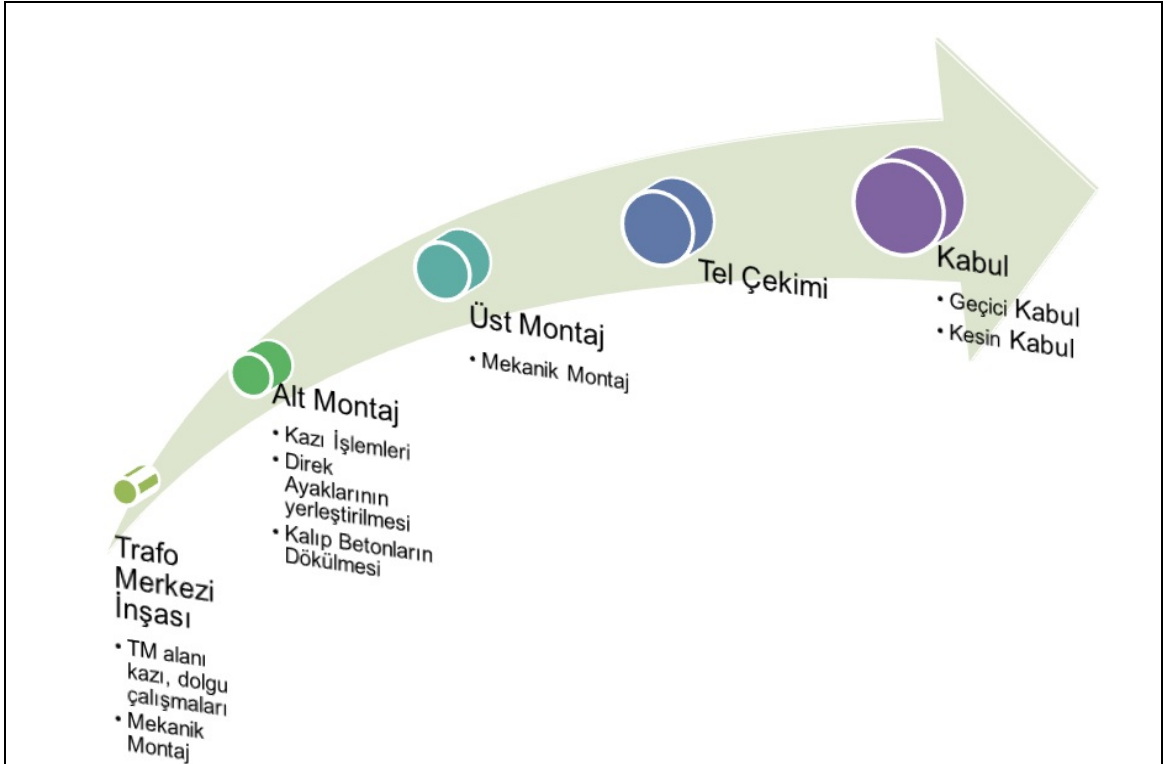 Trafo
Merkezi
İnşası
• TM alanı
kazı, dolgu
çalışmaları
• Mekanik
Montaj
Alt Montaj
• Kazı İşlemleri
• Direk
Ayaklarının
yerleştirilmesi
• Kalıp Betonların
Dökülmesi
Üst Montaj
• Mekanik Montaj
Tel Çekimi
Kabul
• Geçici Kabul
• Kesin Kabul